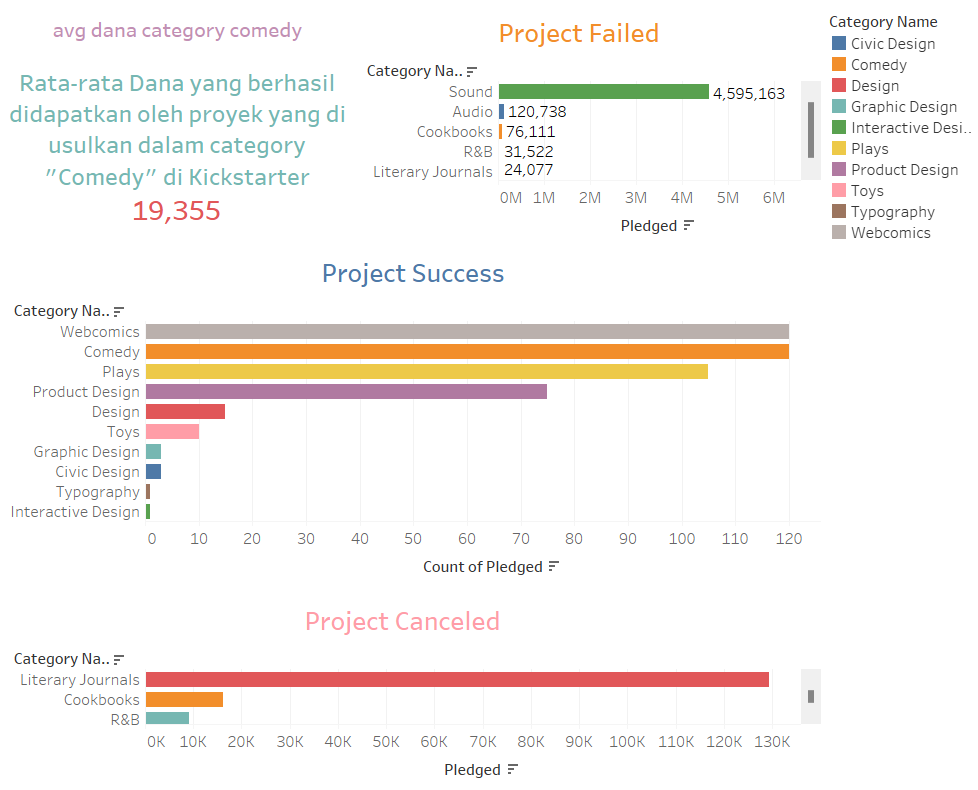 avg dana category comedy
Rata-rata Dana yang berhasil
didapatkan oleh proyek yang di
usulkan dalam category
"Comedy" di Kickstarter
19,355
Project Failed
Category Na..
Sound 4,595,163
Audio 120,738
Cookbooks 76,111
R&B 31,522
Literary Journals 24,077
0M 1M 2M 3M 4M 5M 6M
Pledged
Category Name
Civic Design
Comedy
Design
Graphic Design
Interactive Desi..
Plays
Product Design
Toys
Typography
Webcomics
Project Success
Category Na..
Webcomics
Comedy
Plays
Product Design
Design
Toys
Graphic Design
Civic Design
Typography
Interactive Design
0 10 20 30 40 50 60 70 80 90 100 110 120
Count of Pledged
Project Canceled
Category Na..
Literary Journals
Cookbooks
R&B
0K 10K 20K 30K 40K 50K 60K 70K 80K 90K 100K 110K 120K 130K
Pledged